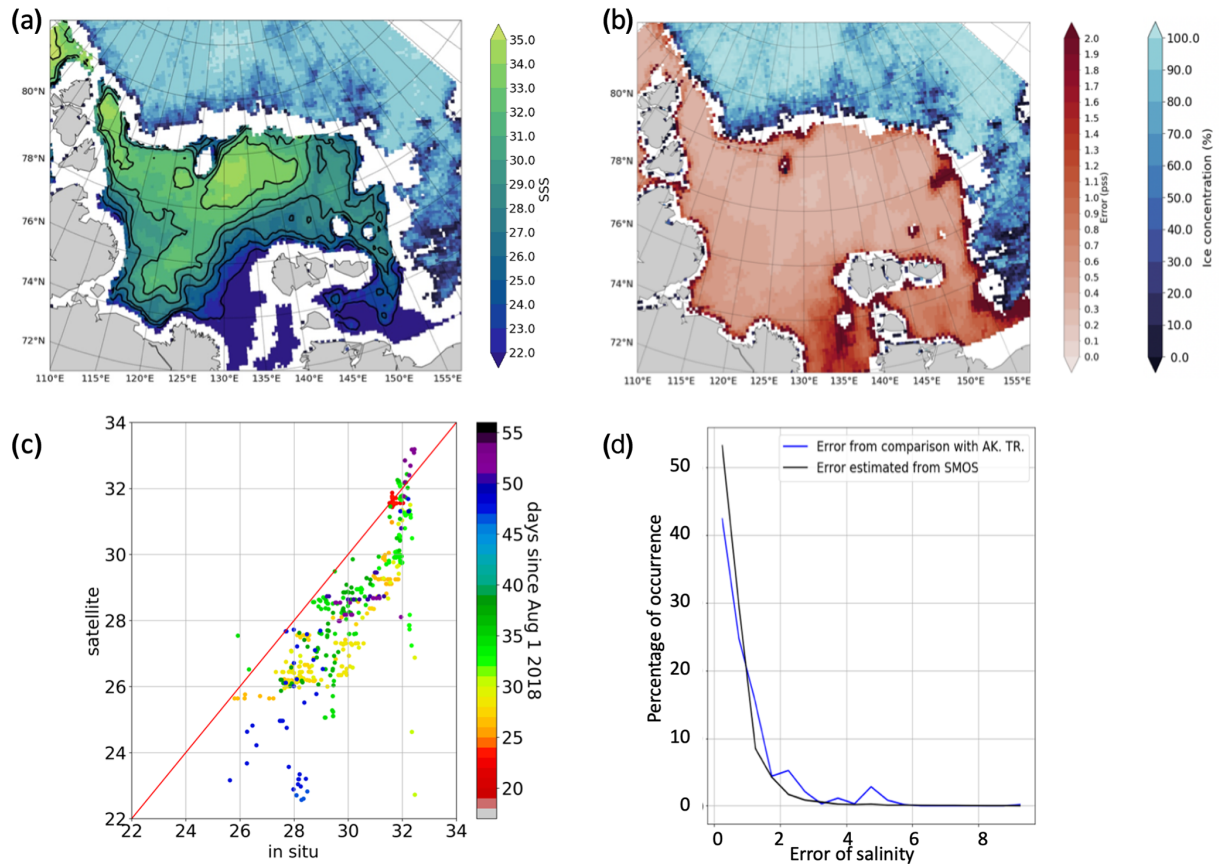 (a)
80°N
78°N
76°N
74°N
72°N
110°E 115°E 120°E 125°E 130°E 135°E 140°E 145°E 150°E 155°E
35.0
34.0
33.0
32.0
31.0
30.0
29.0
28.0
27.0
26.0
25.0
24.0
23.0
22.0
SSS
(b)
80°N
78°N
76°N
74°N
72°N
110°E 115°E 120°E 125°E 130°E 135°E 140°E 145°E 150°E 155°E
2.0
1.9
1.8
1.7
1.6
1.5
1.4
1.3
1.2
1.1
1.0
0.9
0.8
0.7
0.6
0.5
0.4
0.3
0.2
0.1
0.0
Error (pss)
100.0
90.0
80.0
70.0
60.0
50.0
40.0
30.0
20.0
10.0
0.0
Ice concentration (%)
(c)
34
32
30
28
26
24
22
satellite
22 24 26 28 30 32 34
in situ
55
50
45
40
35
30
25
20
days since Aug 1 2018
(d)
Error from comparison with AK. TR.
Error estimated from SMOS
50
40
30
20
10
0
Percentage of occurrence
0 2 4 6 8
Error of salinity